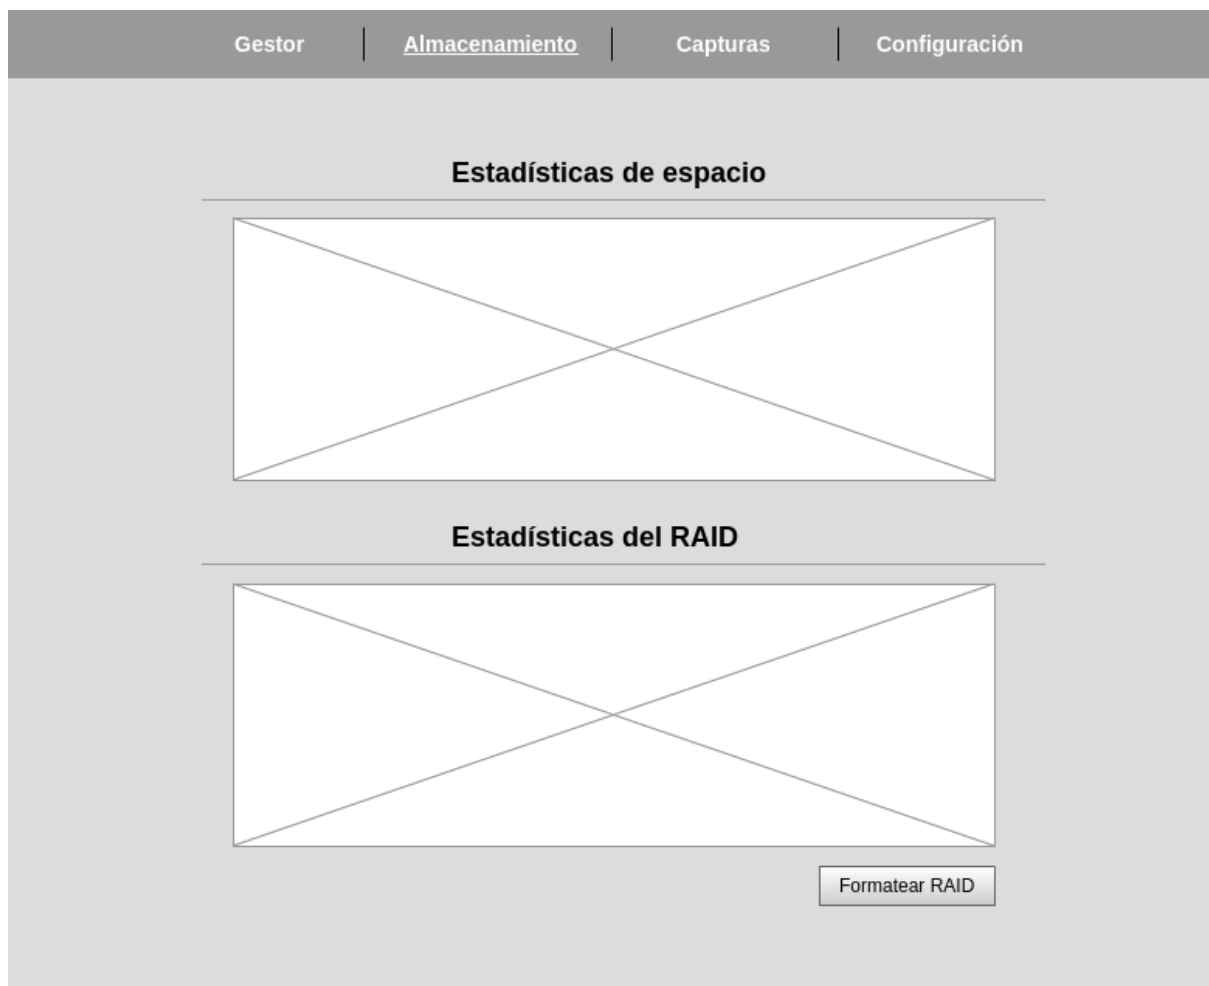 Gestor Almacenamiento Capturas Configuración
Estadísticas de espacio
Estadísticas del RAID
Formatear RAID